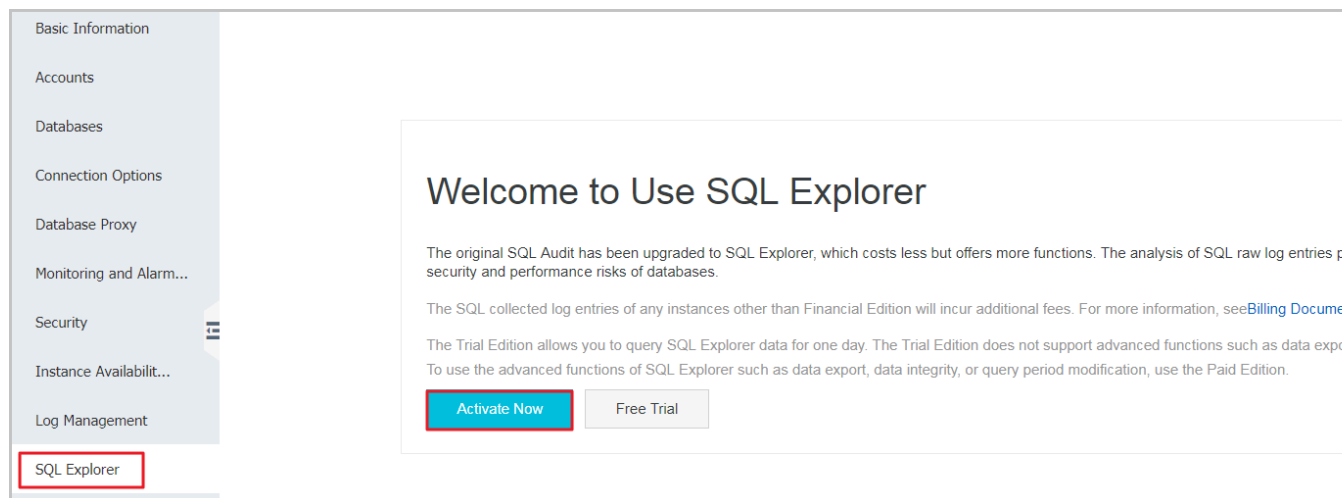 Basic Information
Accounts
Databases
Connection Options
Database Proxy
Monitoring and Alarm...
Security
Instance Availabilit...
Log Management
SQL Explorer
Welcome to Use SQL Explorer
The original SQL Audit has been upgraded to SQL Explorer, which costs less but offers more functions. The analysis of SQL raw log entries
security and performance risks of databases.
The SQL collected log entries of any instances other than Financial Edition will incur additional fees. For more information, seeBilling
The Trial Edition allows you to query SQL Explorer data for one day. The Trial Edition does not support advanced functions such as data
To use the advanced functions of SQL Explorer such as data export, data integrity, or query period modification, use the Paid Edition.
Activate Now
Free Trial